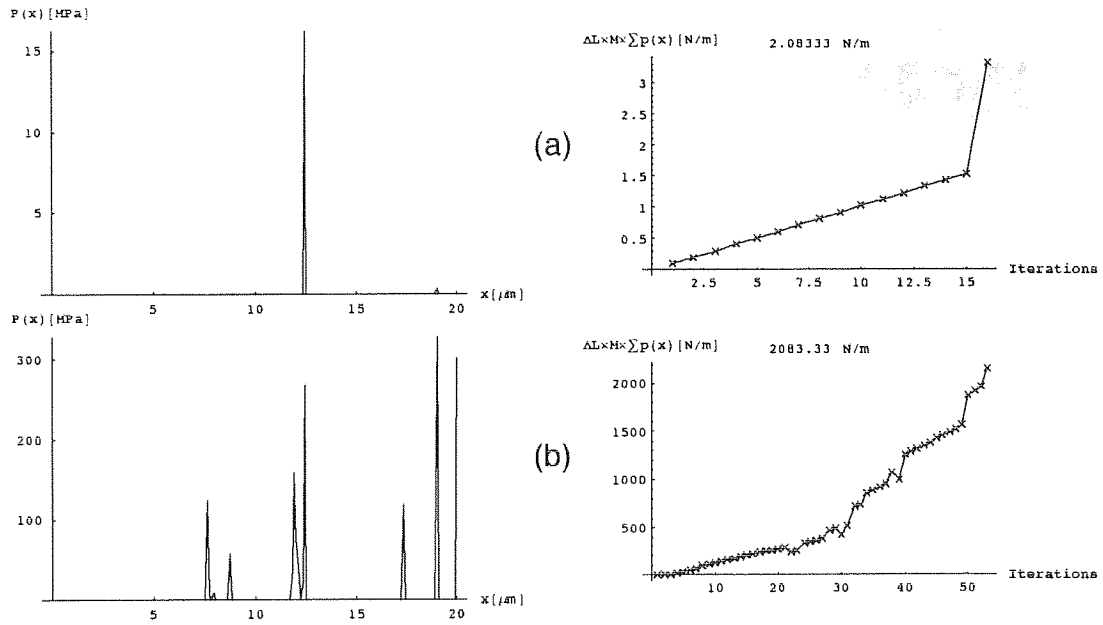 P(x)[MPa]
15
10
5
5
10
15
20
x[μm]
(a)
ΔL×M×∑p(x)[N/m]
2.08333 N/m
3
2.5
2
1.5
1
0.5
2.5
5
7.5
10
12.5
15
Iterations
P(x)[MPa]
300
200
100
5
10
15
20
x[μm]
(b)
ΔL×M×∑p(x)[N/m]
2083.33 N/m
2000
1500
1000
500
10
20
30
40
50
Iterations